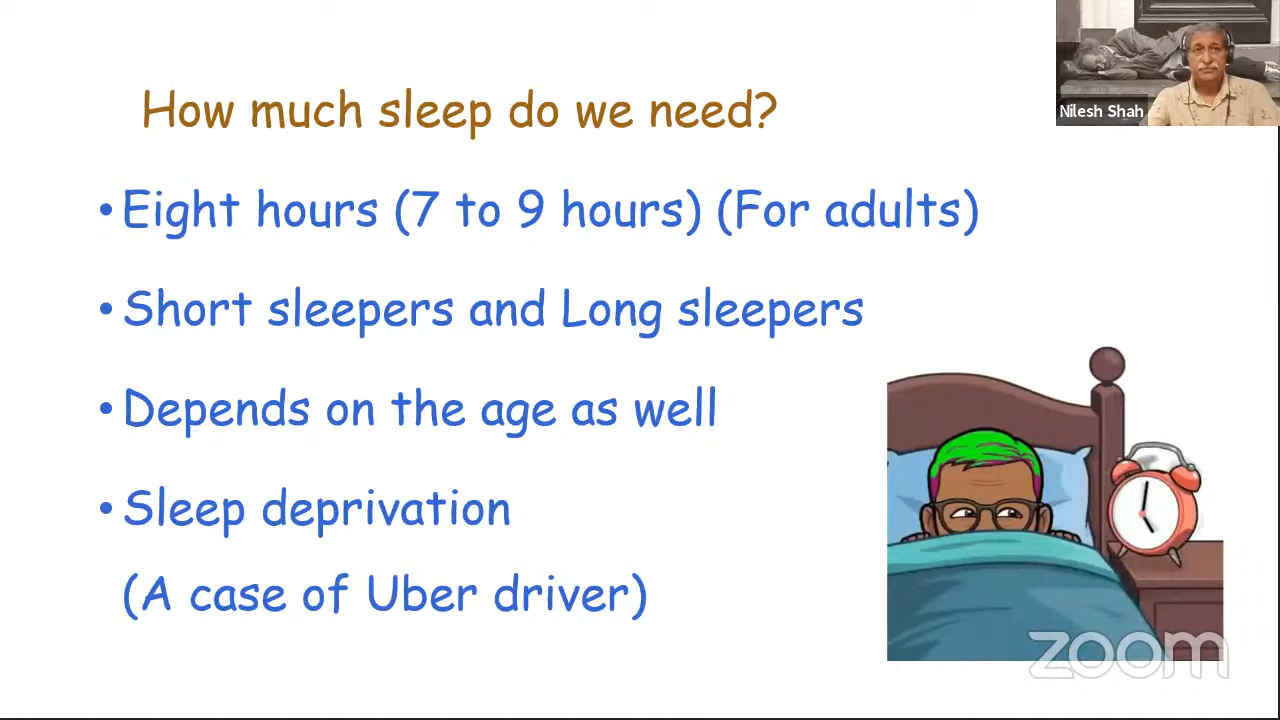 How much sleep do we need?
Nilesh Shah
•Eight hours (7 to 9 hours) (For adults)
•Short sleepers and Long sleepers
•Depends on the age as well
•Sleep deprivation
(A case of Uber driver)
zoom